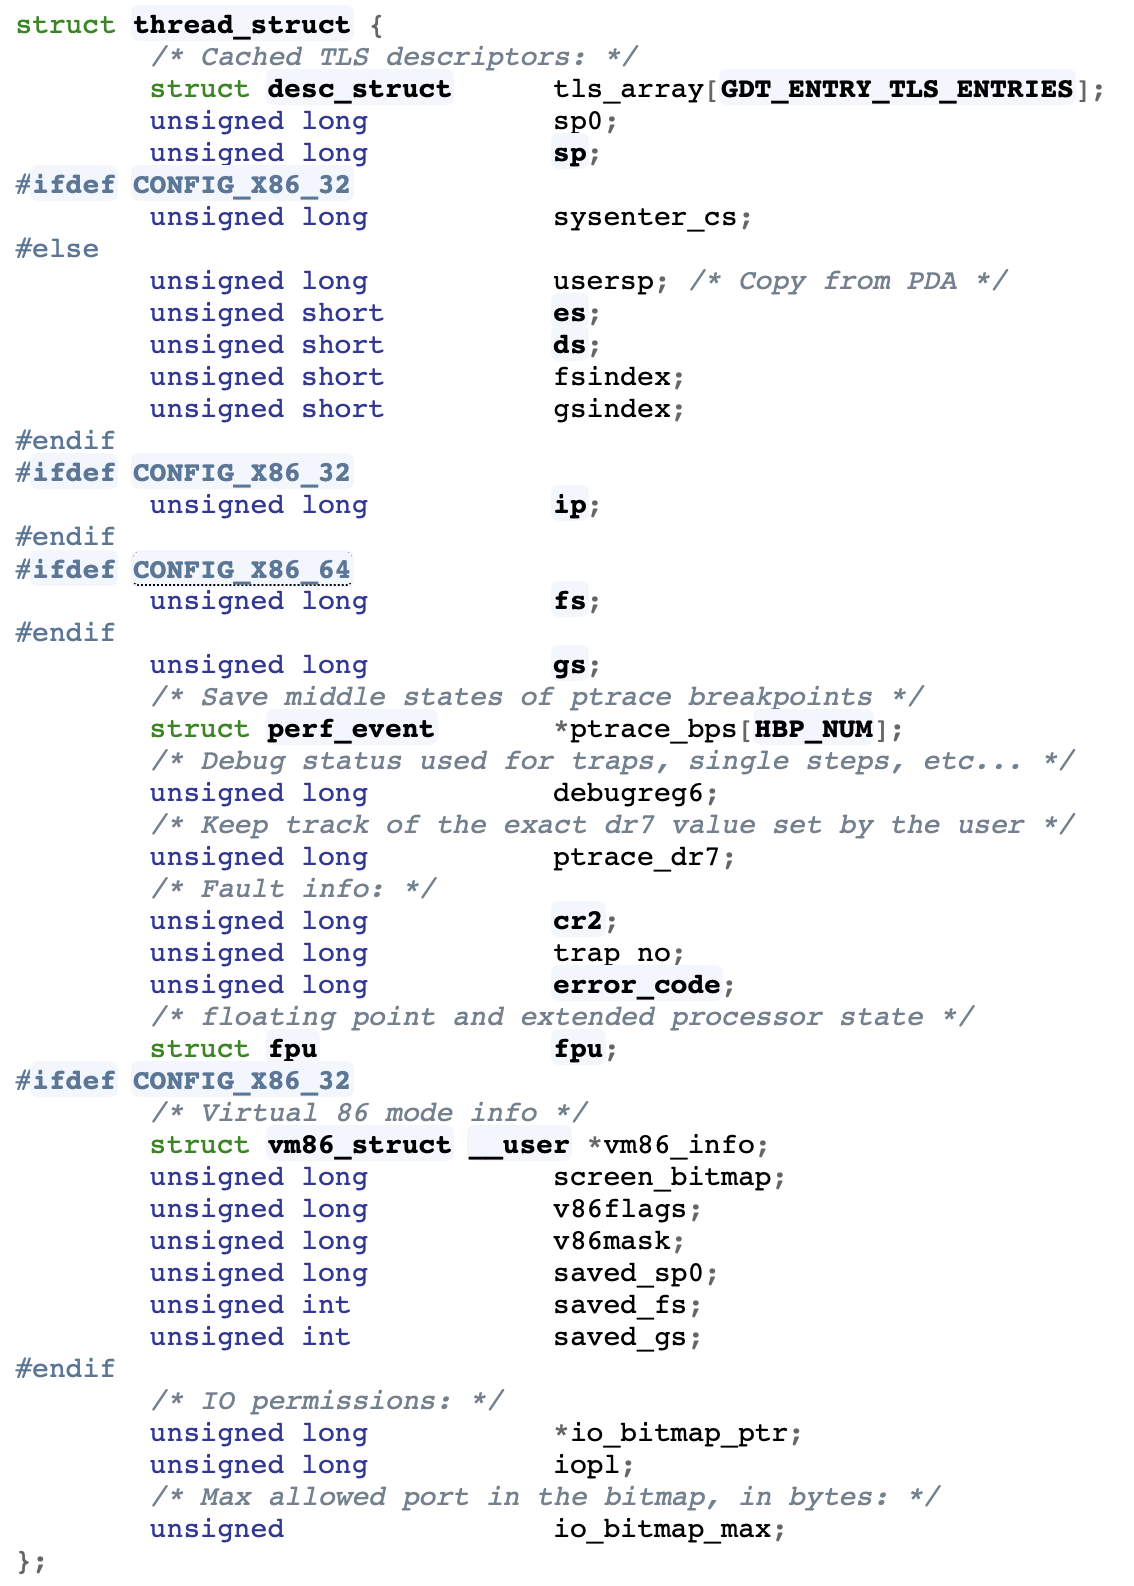 struct thread_struct {
/* Cached TLS descriptors: */
struct desc_struct tls_array[GDT_ENTRY_TLS_ENTRIES];
unsigned long sp0;
unsigned long sp;
#ifdef CONFIG_X86_32
unsigned long sysenter_cs;
#else
unsigned long usersp; /* Copy from PDA */
unsigned short es;
unsigned short ds;
unsigned short fsindex;
unsigned short gsindex;
#endif
#ifdef CONFIG_X86_32
unsigned long ip;
#endif
#ifdef CONFIG_X86_64
unsigned long fs;
#endif
unsigned long gs;
/* Save middle states of ptrace breakpoints */
struct perf_event *ptrace_bps[HBP_NUM];
/* Debug status used for traps, single steps, etc... */
unsigned long debugreg6;
/* Keep track of the exact dr7 value set by the user */
unsigned long ptrace_dr7;
/* Fault info: */
unsigned long cr2;
unsigned long trap no;
unsigned long error_code;
/* floating point and extended processor state */
struct fpu fpu;
#ifdef CONFIG_X86_32
/* Virtual 86 mode info */
struct vm86_struct __user *vm86_info;
unsigned long screen_bitmap;
unsigned long v86flags;
unsigned long v86mask;
unsigned long saved_sp0;
unsigned int saved_fs;
unsigned int saved_gs;
#endif
/* IO permissions: */
unsigned long *io_bitmap_ptr;
unsigned long iopl;
/* Max allowed port in the bitmap, in bytes: */
unsigned io_bitmap_max;
};